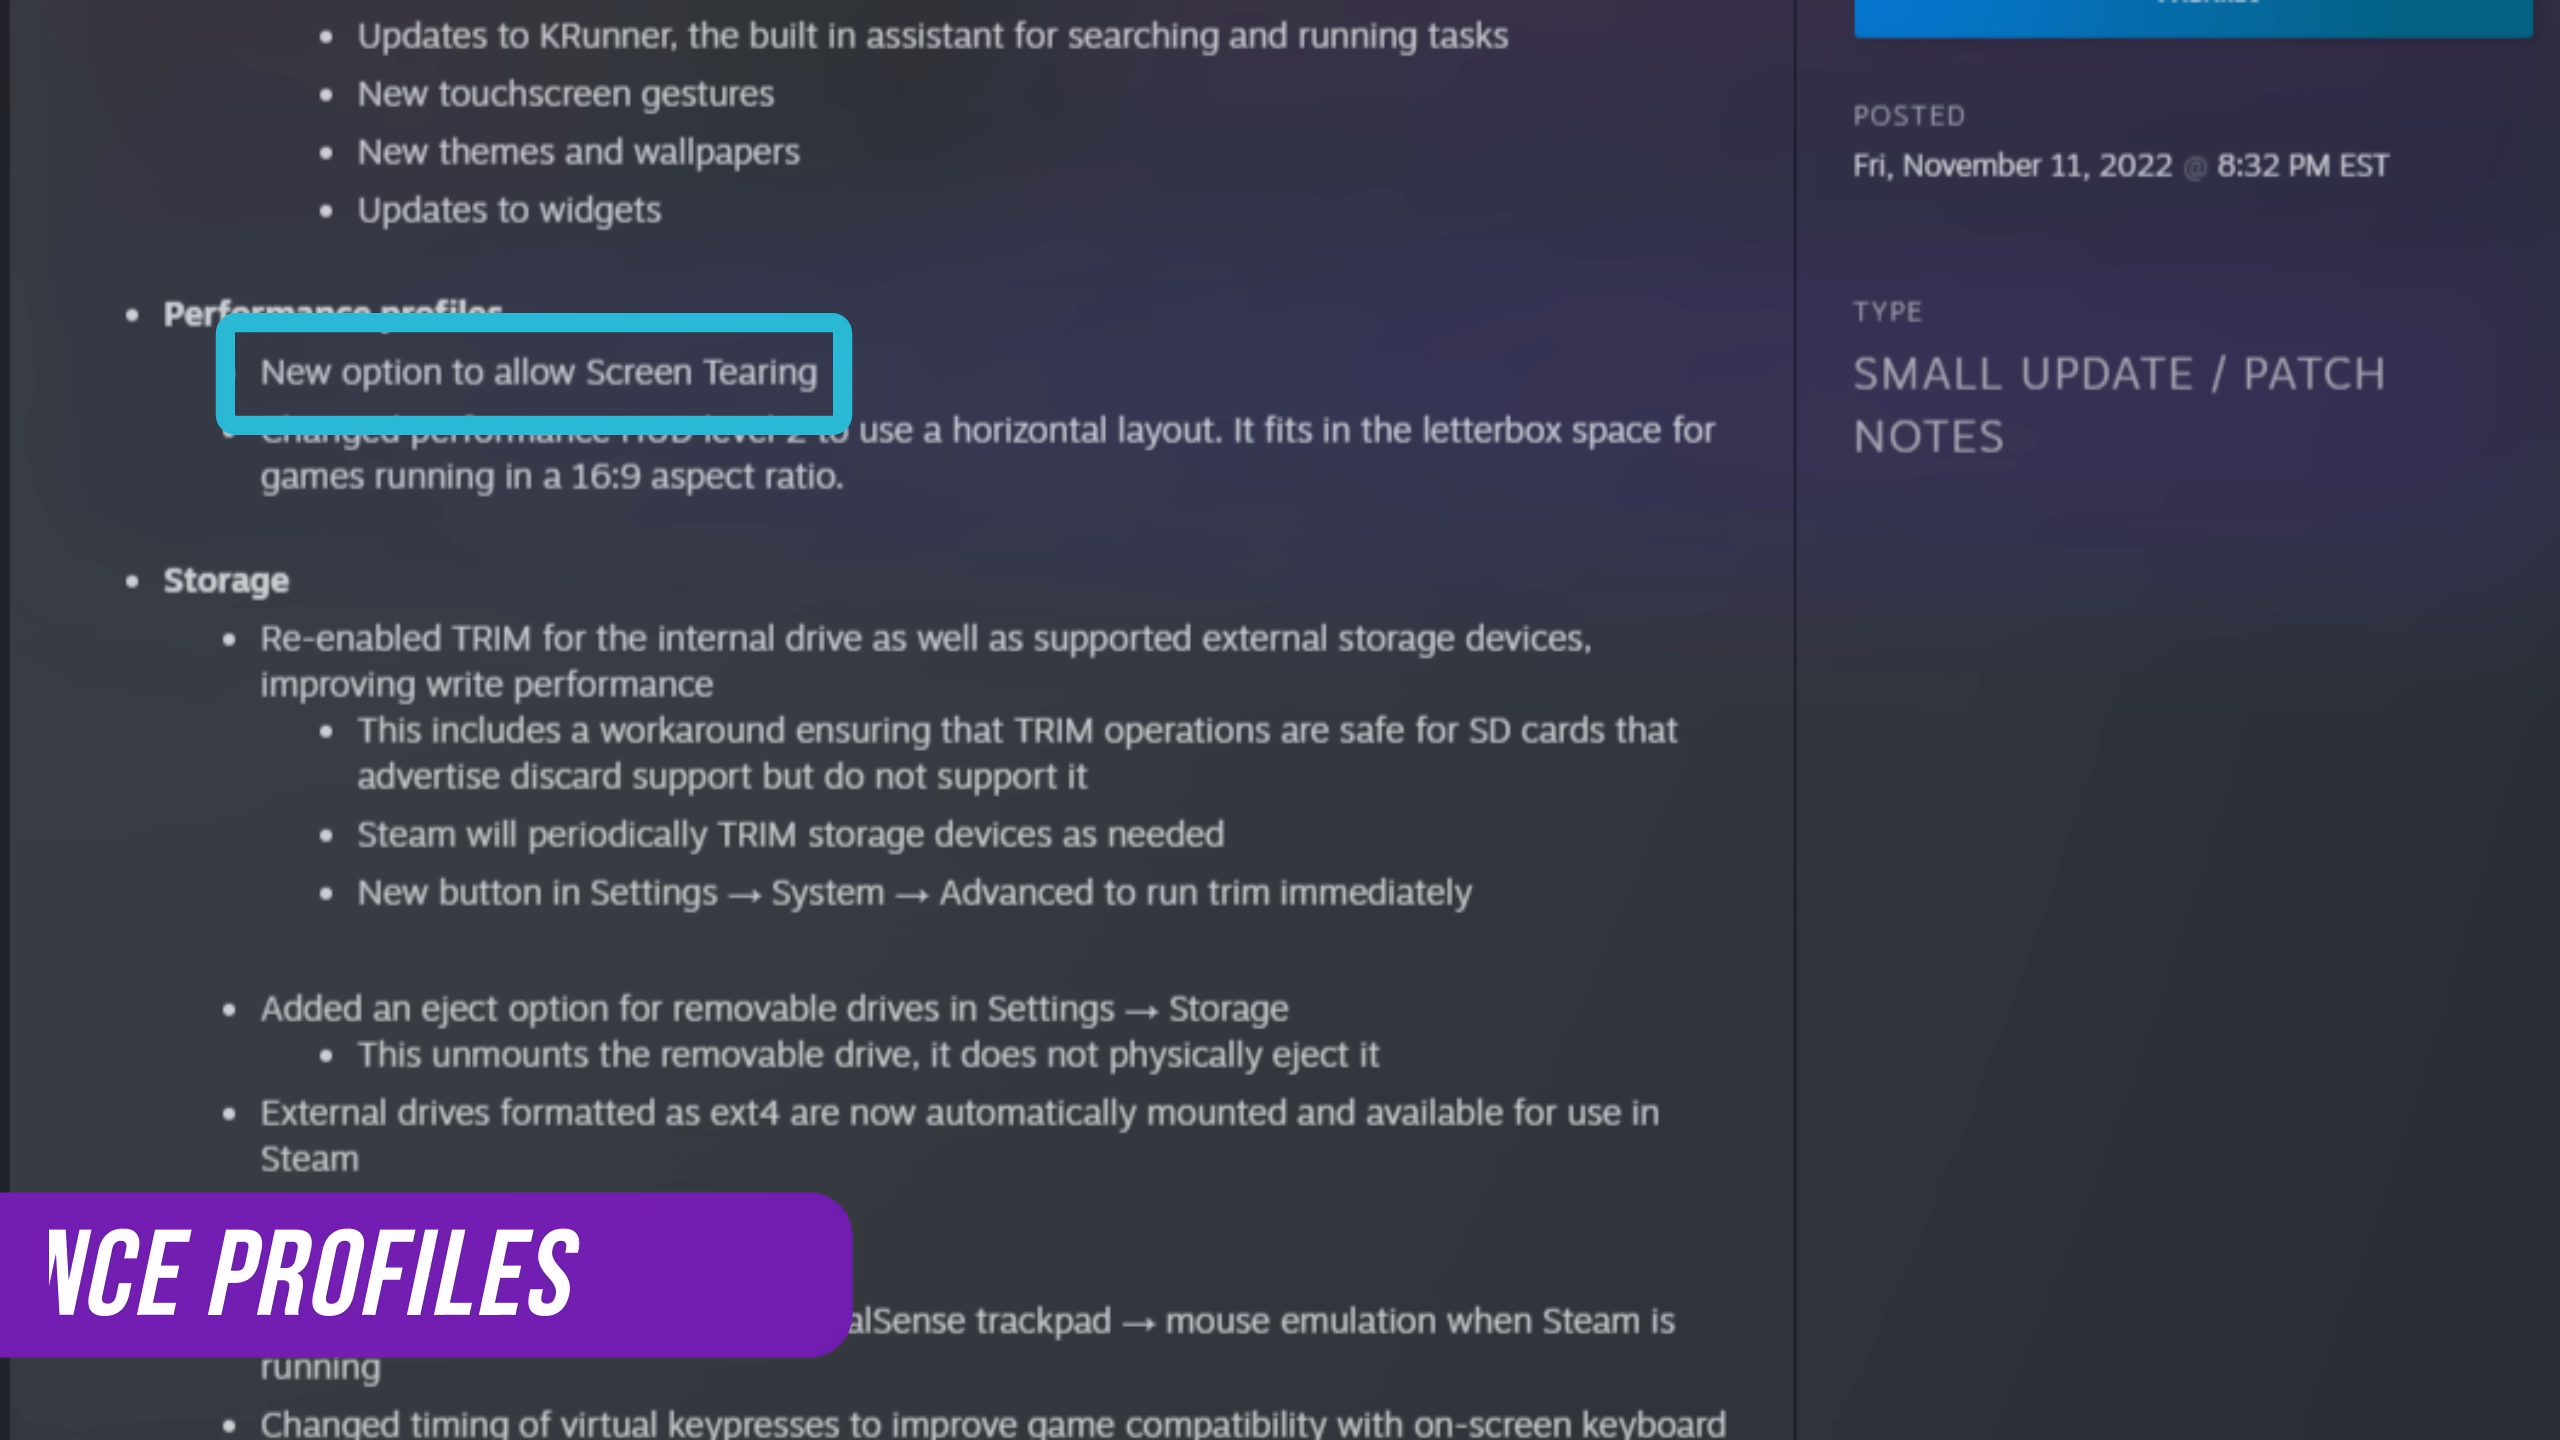 Updates to KRunner, the built in assistant for searching and running tasks
New touchscreen gestures
New themes and wallpapers
Updates to widgets
Performance profiles
New option to allow Screen Tearing
Changed performance HUD level 2 to use a horizontal layout. It fits in the letterbox space for
games running in a 16:9 aspect ratio.
Storage
Re-enabled TRIM for the internal drive as well as supported external storage devices,
improving write performance
This includes a workaround ensuring that TRIM operations are safe for SD cards that
advertise discard support but do not support it
Steam will periodically TRIM storage devices as needed
New button in Settings → System → Advanced to run trim immediately
Added an eject option for removable drives in Settings → Storage
This unmounts the removable drive, it does not physically eject it
External drives formatted as ext4 are now automatically mounted and available for use in
Steam
NCE PROFILES
alSense trackpad → mouse emulation when Steam is
running
Changed timing of virtual keypresses to improve game compatibility with on-screen keyboard
POSTED
Fri, November 11, 2022 @ 8:32 PM EST
TYPE
SMALL UPDATE / PATCH
NOTES